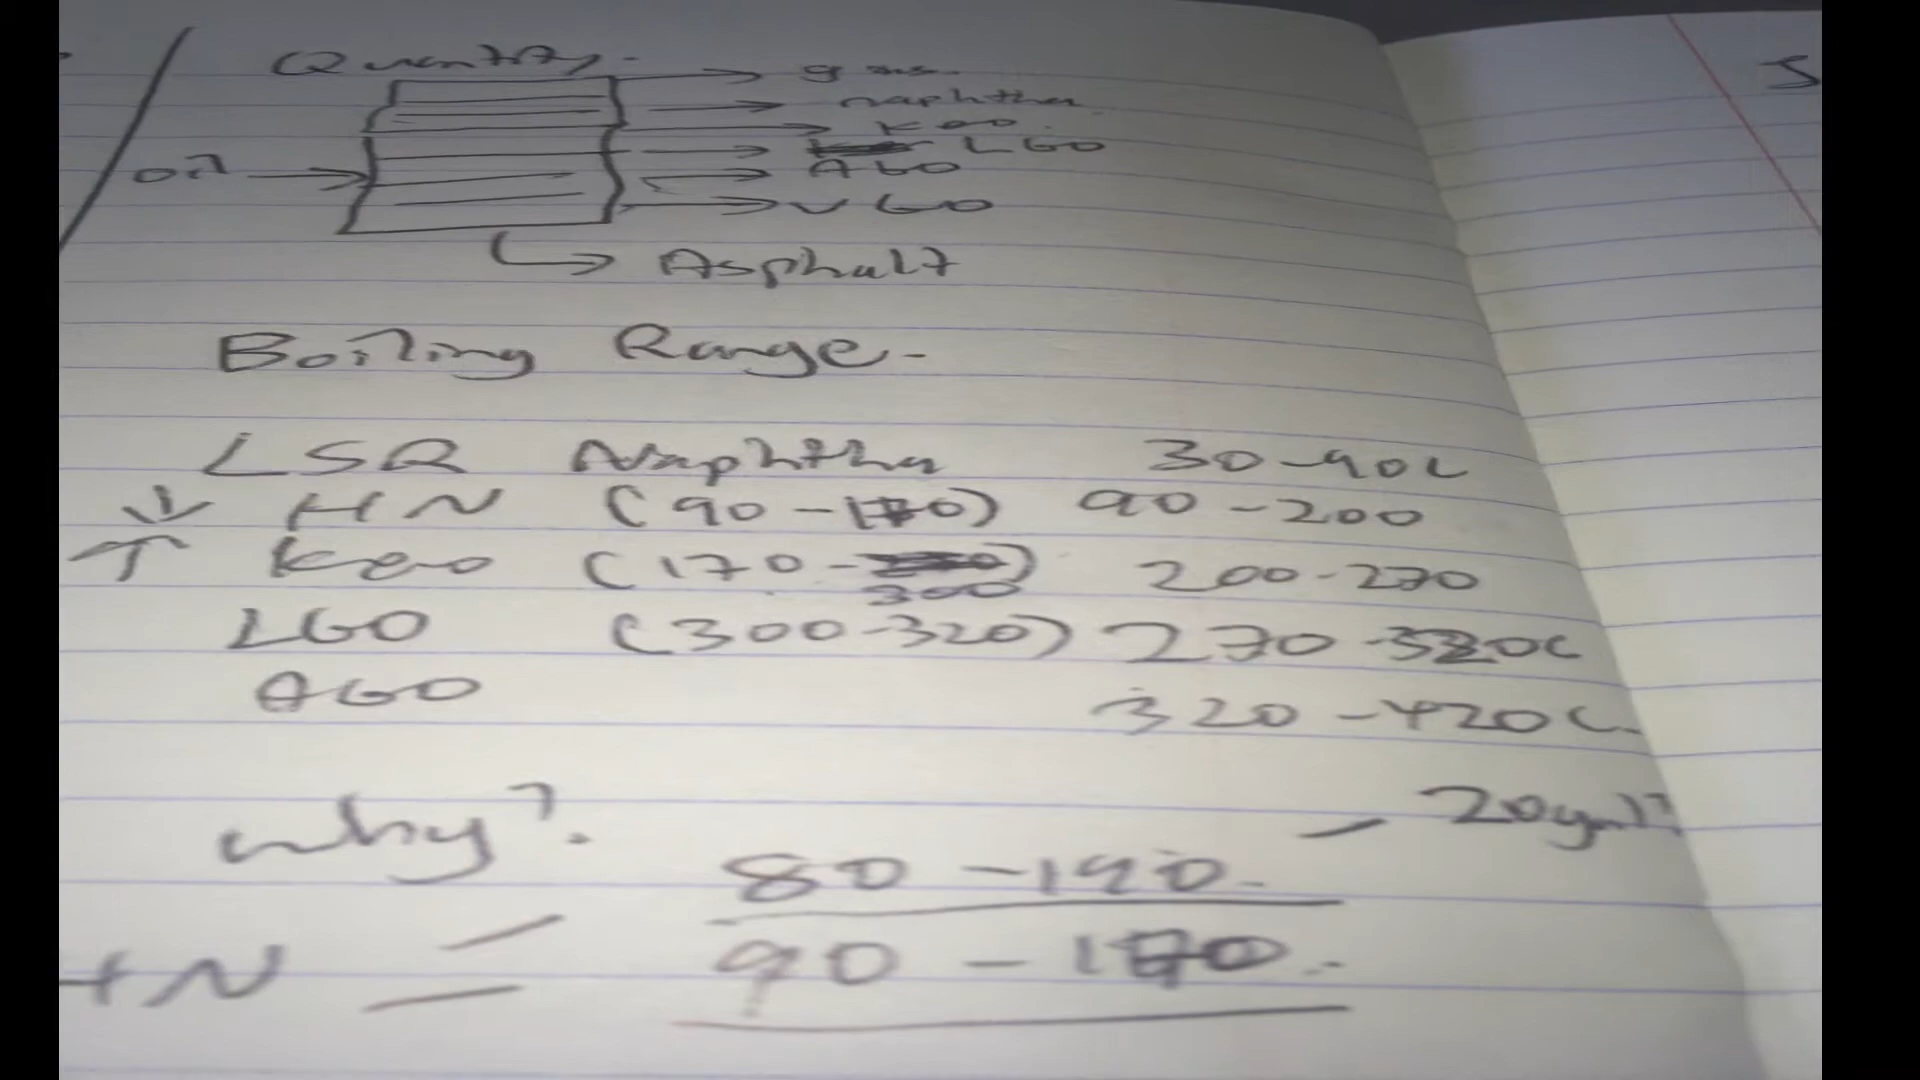 Quantity.
gas.
naphtha
keo.
LGO
oil
AGO
VGO
Asphalt
Boiling Range.
LSR Naphtha 30-90C
HN (90-170) 90-200
keo (170-300) 200-270
LGO (300-320) 270-320C
AGO 320-420C.
why?
80-190.
HN 90-170.